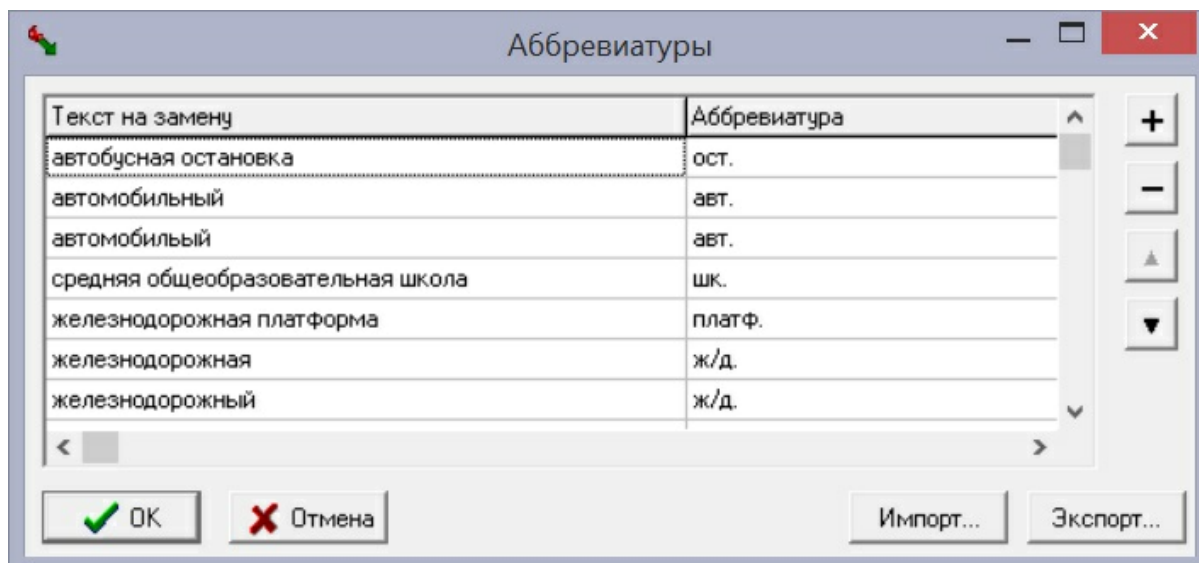 Аббревиатуры
Текст на замену Аббревиатура
автобусная остановка ост.
автомобильный авт.
автомобильый авт.
средняя общеобразовательная школа шк.
железнодорожная платформа платф.
железнодорожная ж/д.
железнодорожный ж/д.
OK Отмена Импорт... Экспорт...